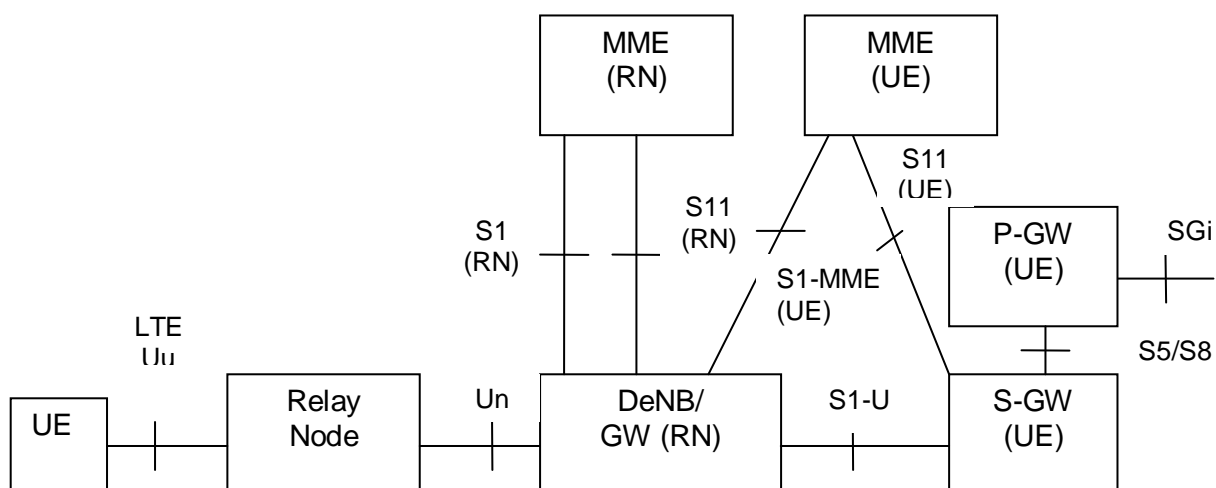 MME
(RN)
MME
(UE)
S11
(UE)
S1
(RN)
S11
(RN)
P-GW
(UE)
SGi
S1-MME
(UE)
LTE
Uu
S5/S8
UE
Relay
Node
Un
DeNB/
GW (RN)
S1-U
S-GW
(UE)